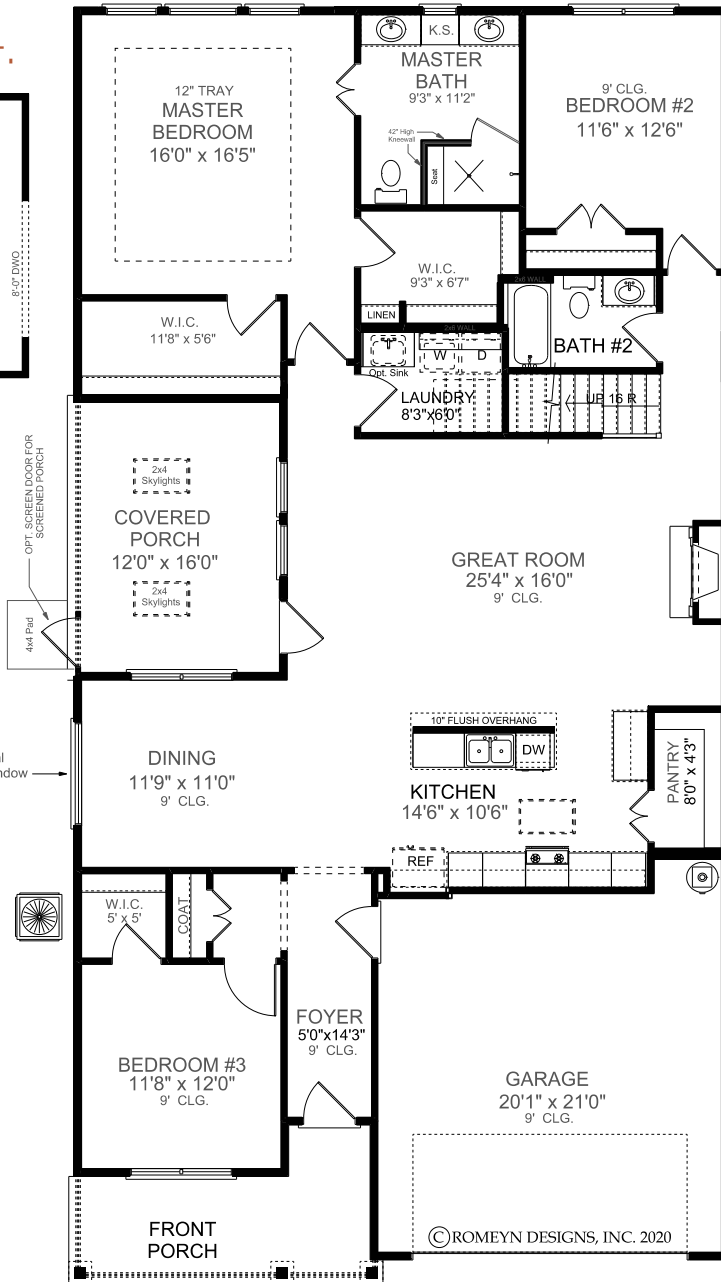 12" TRAY
MASTER
BEDROOM
16'0" x 16'5"
K.S.
MASTER
BATH
9'3" x 11'2"
42" High
Kneewall
Seat
9' CLG.
BEDROOM #2
11'6" x 12'6"
8'-0" DWO
W.I.C.
9'3" x 6'7"
LINEN
2x6 WALL
2x6 WALL
W.I.C.
11'8" x 5'6"
W
D
Opt. Sink
LAUNDRY
8'3"x6'0"
BATH #2
UP 16 R
OPT. SCREEN DOOR FOR
SCREENED PORCH
2x4
Skylights
COVERED
PORCH
12'0" x 16'0"
2x4
Skylights
4x4 Pad
GREAT ROOM
25'4" x 16'0"
9' CLG.
10" FLUSH OVERHANG
DW
DINING
11'9" x 11'0"
9' CLG.
KITCHEN
14'6" x 10'6"
PANTRY
8'0" x 4'3"
REF
W.I.C.
5' x 5'
COAT
FOYER
5'0"x14'3"
9' CLG.
BEDROOM #3
11'8" x 12'0"
9' CLG.
GARAGE
20'1" x 21'0"
9' CLG.
FRONT
PORCH
©ROMEYN DESIGNS, INC. 2020